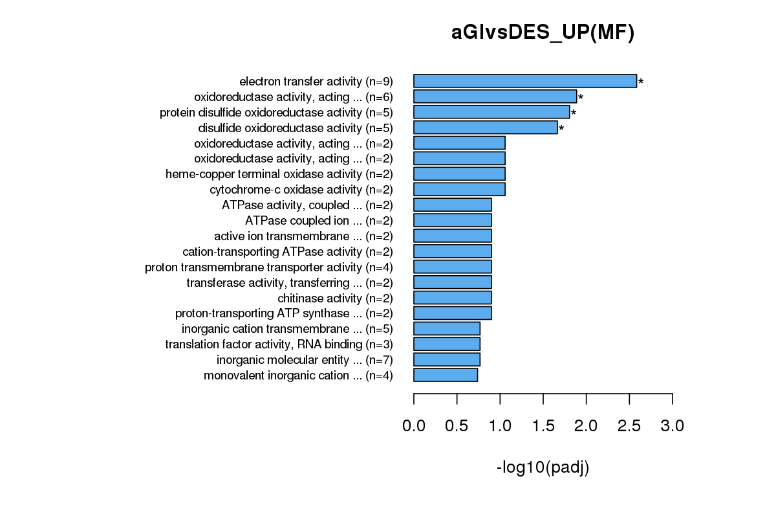 aGIvsDES_UP(MF)
electron transfer activity (n=9)
*
oxidoreductase activity, acting ... (n=6)
*
protein disulfide oxidoreductase activity (n=5)
*
disulfide oxidoreductase activity (n=5)
*
oxidoreductase activity, acting ... (n=2)
oxidoreductase activity, acting ... (n=2)
heme-copper terminal oxidase activity (n=2)
cytochrome-c oxidase activity (n=2)
ATPase activity, coupled ... (n=2)
ATPase coupled ion ... (n=2)
active ion transmembrane ... (n=2)
cation-transporting ATPase activity (n=2)
proton transmembrane transporter activity (n=4)
transferase activity, transferring ... (n=2)
chitinase activity (n=2)
proton-transporting ATP synthase ... (n=2)
inorganic cation transmembrane ... (n=5)
translation factor activity, RNA binding (n=3)
inorganic molecular entity ... (n=7)
monovalent inorganic cation ... (n=4)
0.0 0.5 1.0 1.5 2.0 2.5 3.0
-log10(padj)